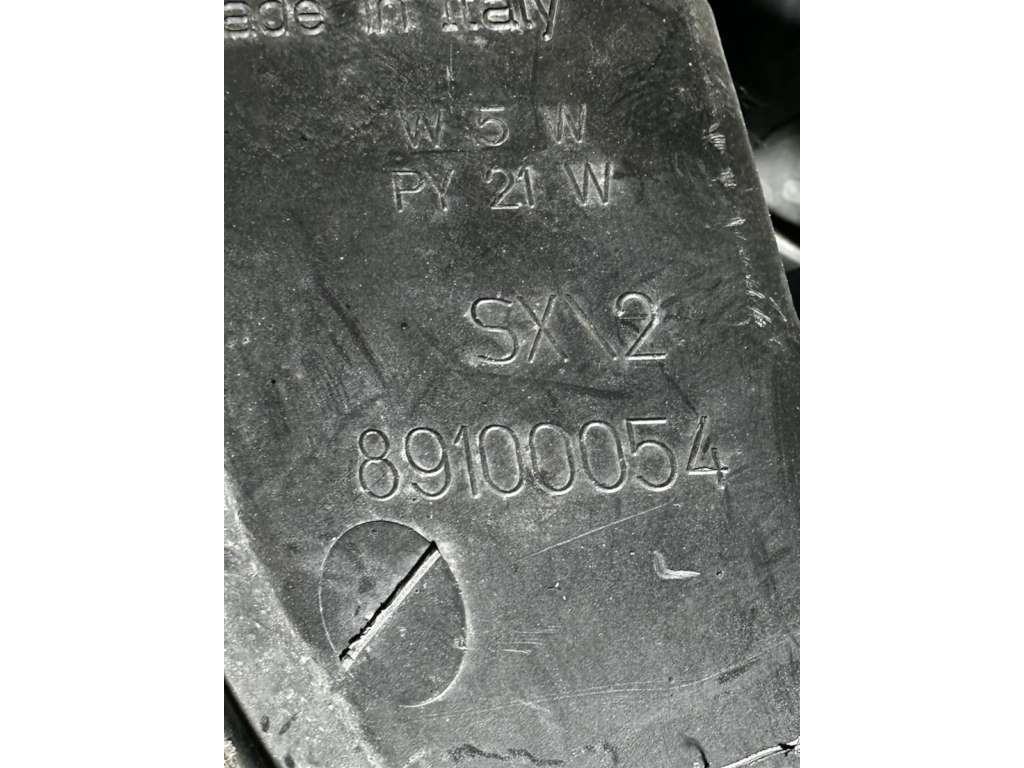 ade in Italy
W 5 W
PY 21 W
SX\2
89100054